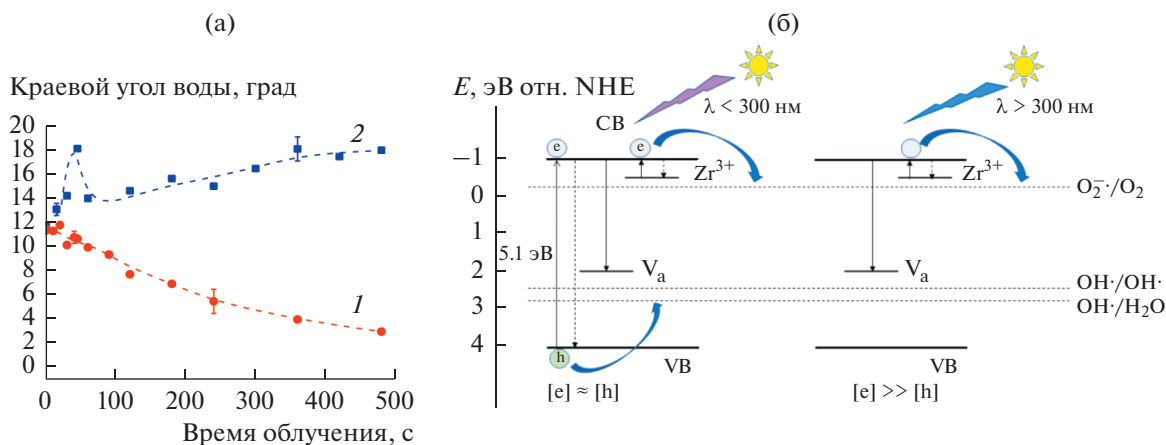 (а)
Краевой угол воды, град
20
18
16
14
12
10
8
6
4
2
0
2
1
0
100
200
300
400
500
Время облучения, с
(б)
E, эВ отн. NHE
−1
0
1
2
3
4
λ < 300 нм
CB
e
e
Zr³⁺
5.1 эВ
Vₐ
h
VB
[e] ≈ [h]
λ > 300 нм
Zr³⁺
Vₐ
VB
[e] >> [h]
O₂⁻·/O₂
OH·/OH·
OH·/H₂O